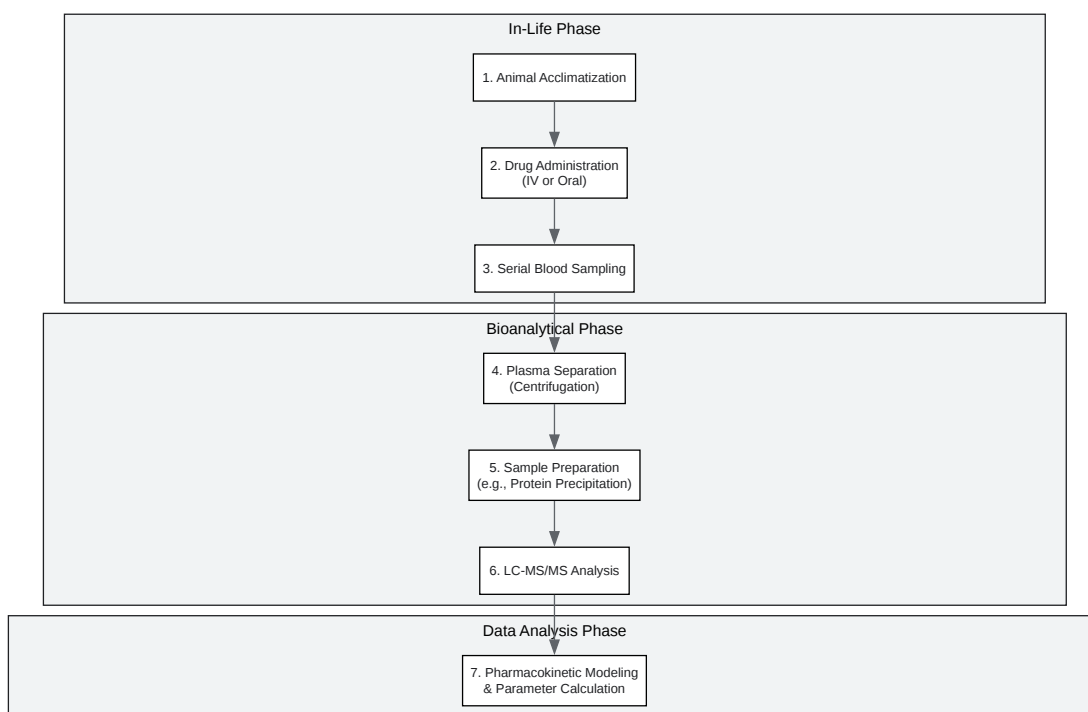 In-Life Phase
1. Animal Acclimatization
2. Drug Administration
(IV or Oral)
3. Serial Blood Sampling
Bioanalytical Phase
4. Plasma Separation
(Centrifugation)
5. Sample Preparation
(e.g., Protein Precipitation)
6. LC-MS/MS Analysis
Data Analysis Phase
7. Pharmacokinetic Modeling
& Parameter Calculation